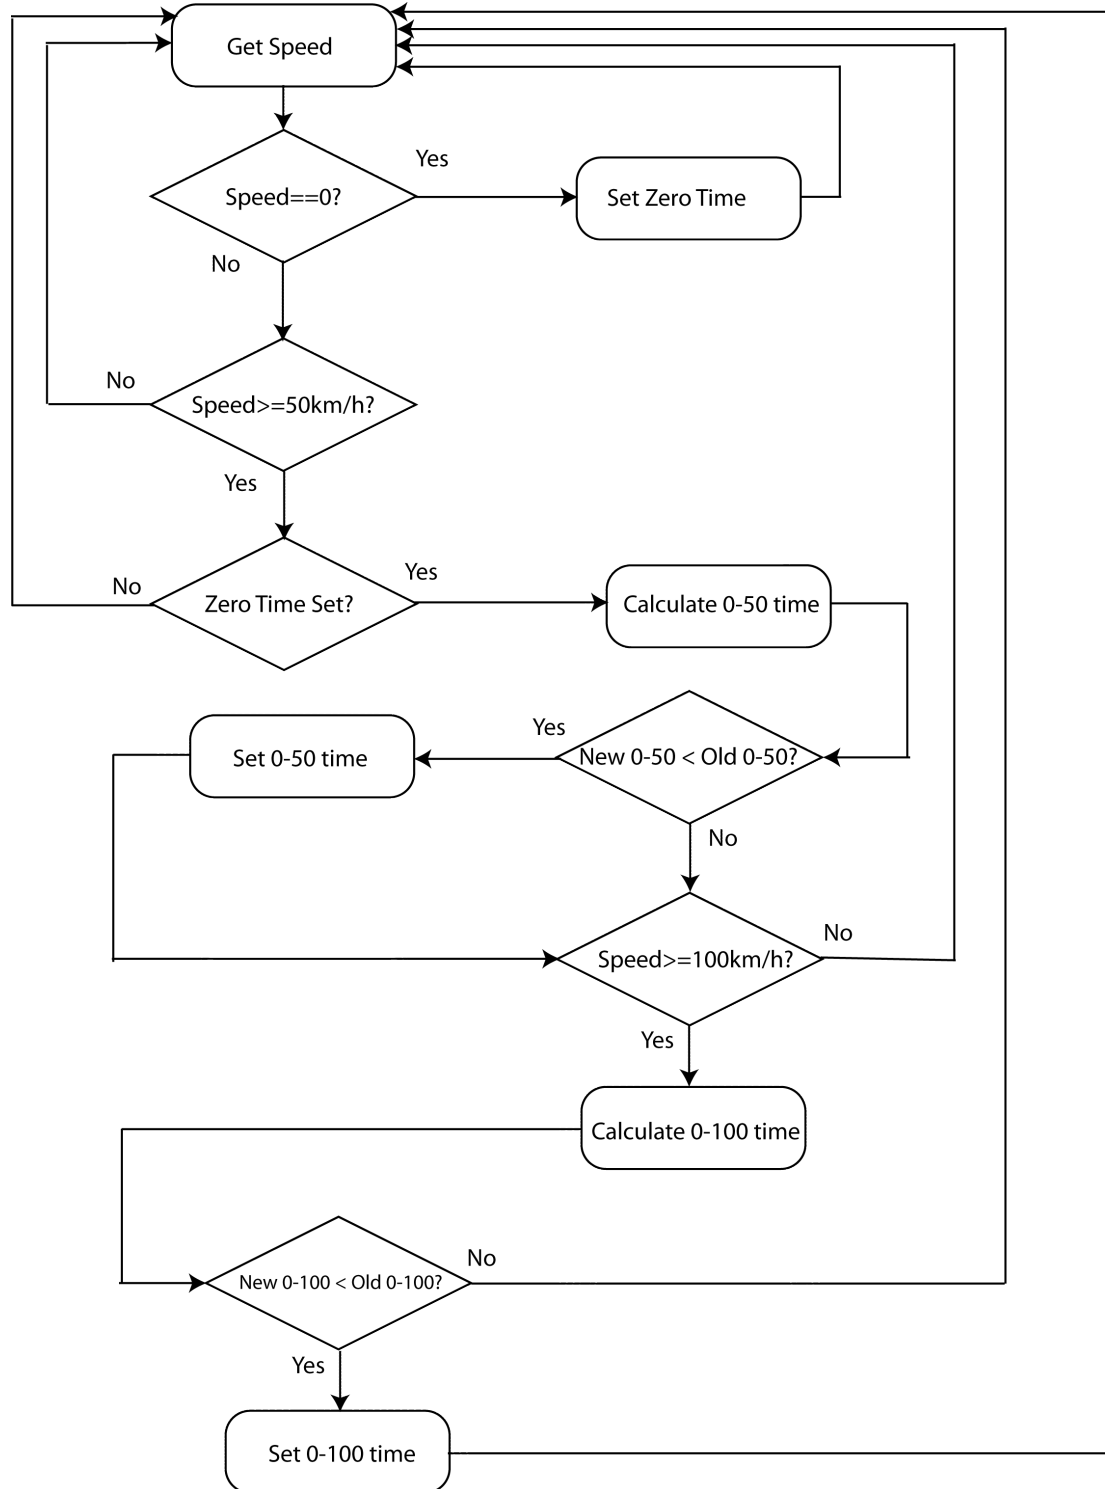 Get Speed
Yes
Speed==0?
Set Zero Time
No
No
Speed>=50km/h?
Yes
No
Yes
Zero Time Set?
Calculate 0-50 time
Yes
Set 0-50 time
New 0-50 < Old 0-50?
No
No
Speed>=100km/h?
Yes
Calculate 0-100 time
No
New 0-100 < Old 0-100?
Yes
Set 0-100 time